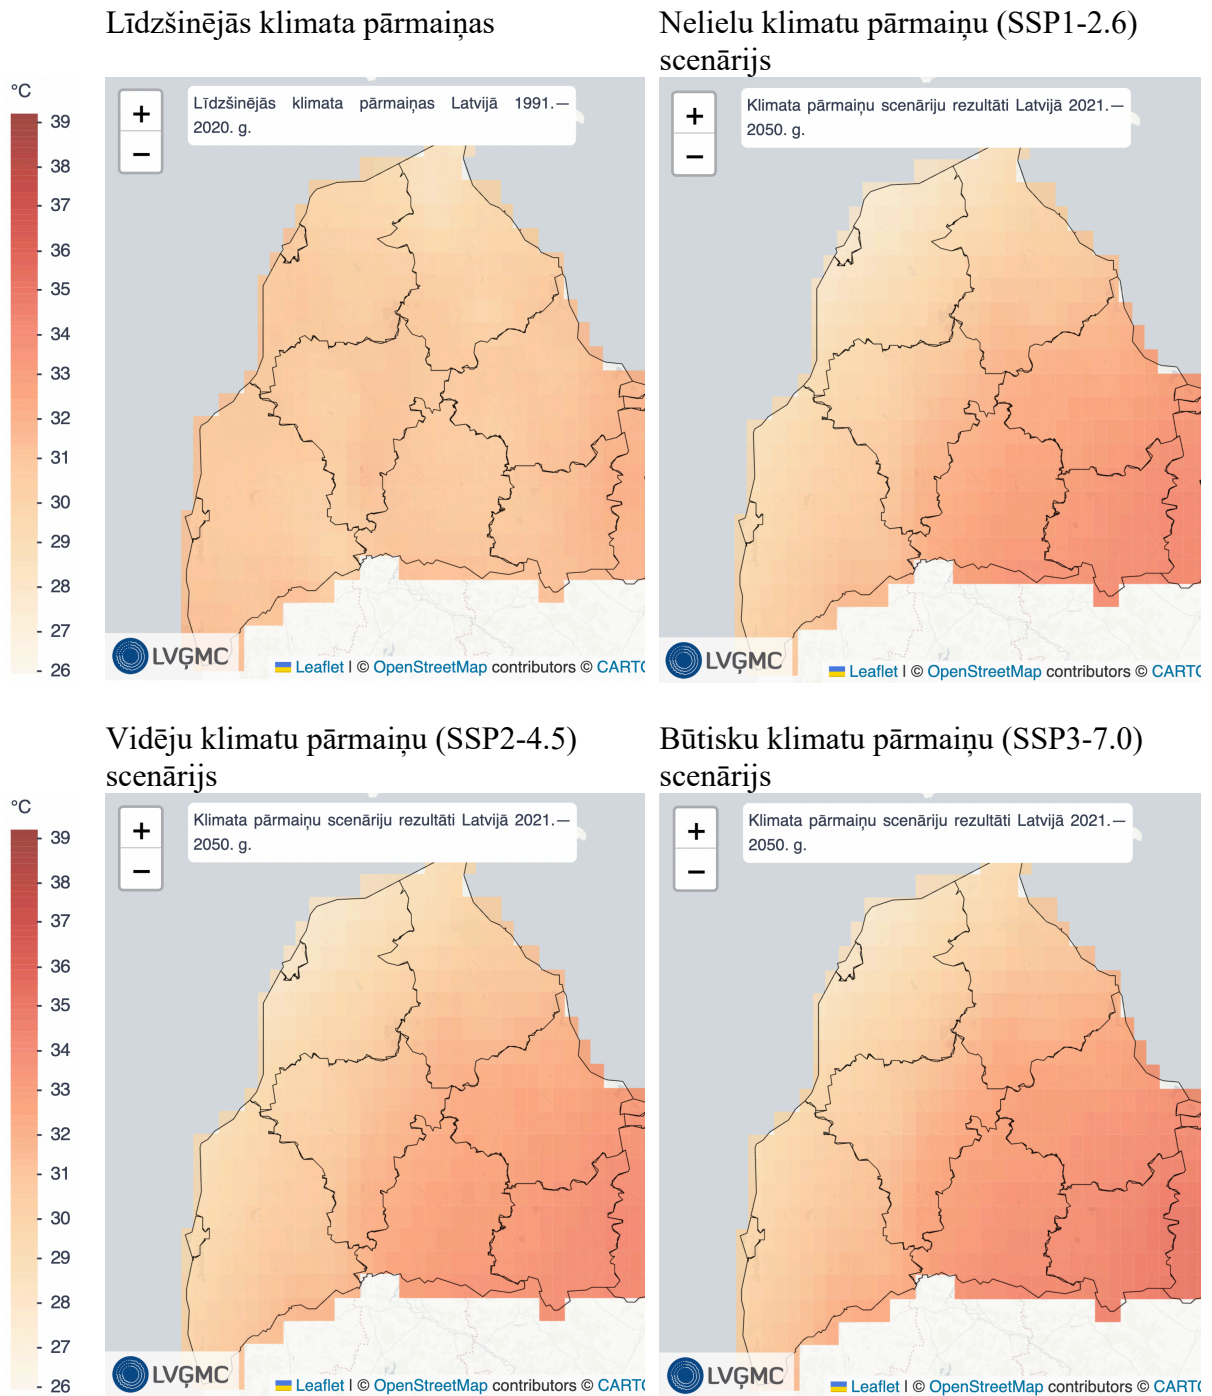 Līdzšinējās klimata pārmaiņas
Nelielu klimatu pārmaiņu (SSP1-2.6)
scenārijs
°C
39
38
37
36
35
34
33
32
31
30
29
28
27
26
+
−
Līdzšinējās klimata pārmaiņas Latvijā 1991.—
2020. g.
LVĢMC
Leaflet | © OpenStreetMap contributors © CARTO
+
−
Klimata pārmaiņu scenāriju rezultāti Latvijā 2021.—
2050. g.
LVĢMC
Leaflet | © OpenStreetMap contributors © CARTO
Vidēju klimatu pārmaiņu (SSP2-4.5)
scenārijs
Būtisku klimatu pārmaiņu (SSP3-7.0)
scenārijs
°C
39
38
37
36
35
34
33
32
31
30
29
28
27
26
+
−
Klimata pārmaiņu scenāriju rezultāti Latvijā 2021.—
2050. g.
LVĢMC
Leaflet | © OpenStreetMap contributors © CARTO
+
−
Klimata pārmaiņu scenāriju rezultāti Latvijā 2021.—
2050. g.
LVĢMC
Leaflet | © OpenStreetMap contributors © CARTO